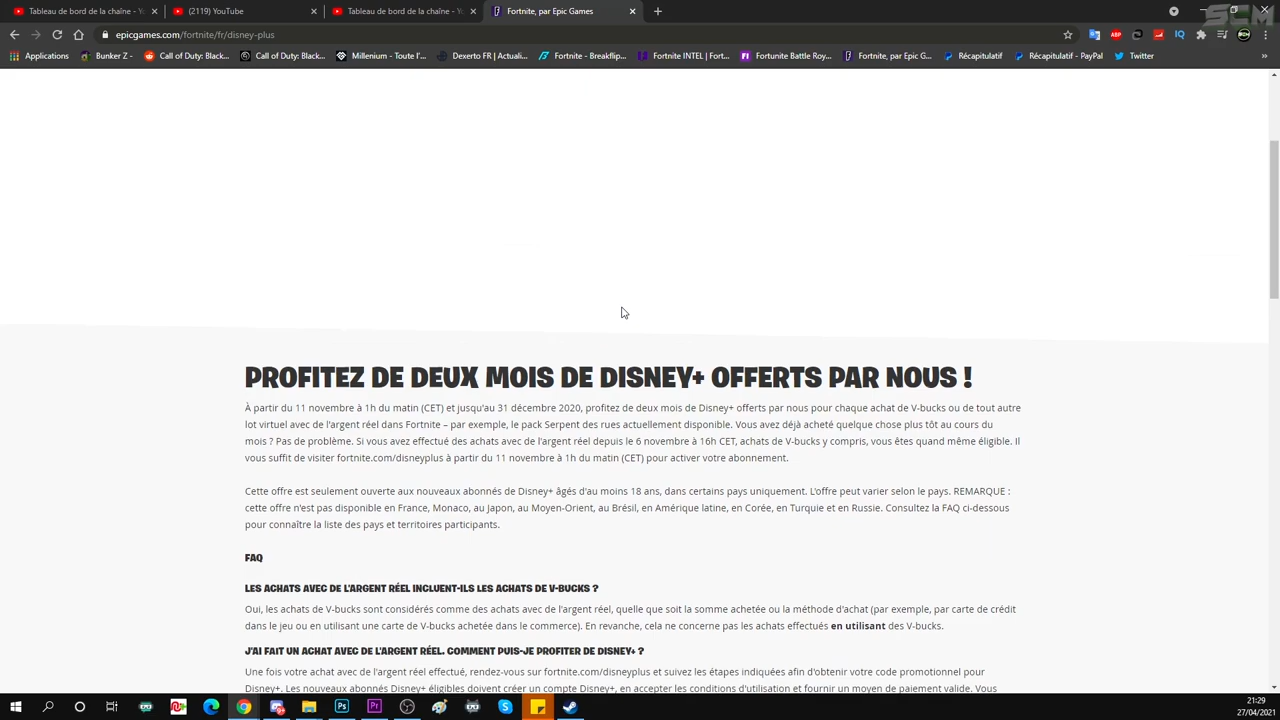 Tableau de bord de la chaîne - Yo
(2119) YouTube
Tableau de bord de la chaîne - Yo
Fortnite, par Epic Games
SCM
epicgames.com/fortnite/fr/disney-plus
Applications
Bunker Z -
Call of Duty: Black...
Call of Duty: Black...
Millenium - Toute l'...
Dexerto FR | Actuali...
Fortnite - Breakflip...
Fortnite INTEL | Fort...
Fortunite Battle Roy...
Fortnite, par Epic G...
Récapitulatif
Récapitulatif - PayPal
Twitter
PROFITEZ DE DEUX MOIS DE DISNEY+ OFFERTS PAR NOUS !
À partir du 11 novembre à 1h du matin (CET) et jusqu'au 31 décembre 2020, profitez de deux mois de Disney+ offerts par nous pour chaque achat de V-bucks ou de tout autre
lot virtuel avec de l'argent réel dans Fortnite – par exemple, le pack Serpent des rues actuellement disponible. Vous avez déjà acheté quelque chose plus tôt au cours du
mois ? Pas de problème. Si vous avez effectué des achats avec de l'argent réel depuis le 6 novembre à 16h CET, achats de V-bucks y compris, vous êtes quand même éligible. Il
vous suffit de visiter fortnite.com/disneyplus à partir du 11 novembre à 1h du matin (CET) pour activer votre abonnement.
Cette offre est seulement ouverte aux nouveaux abonnés de Disney+ âgés d'au moins 18 ans, dans certains pays uniquement. L'offre peut varier selon le pays. REMARQUE :
cette offre n'est pas disponible en France, Monaco, au Japon, au Moyen-Orient, au Brésil, en Amérique latine, en Corée, en Turquie et en Russie. Consultez la FAQ ci-dessous
pour connaître la liste des pays et territoires participants.
FAQ
LES ACHATS AVEC DE L'ARGENT RÉEL INCLUENT-ILS LES ACHATS DE V-BUCKS ?
Oui, les achats de V-bucks sont considérés comme des achats avec de l'argent réel, quelle que soit la somme achetée ou la méthode d'achat (par exemple, par carte de crédit
dans le jeu ou en utilisant une carte de V-bucks achetée dans le commerce). En revanche, cela ne concerne pas les achats effectués en utilisant des V-bucks.
J'AI FAIT UN ACHAT AVEC DE L'ARGENT RÉEL. COMMENT PUIS-JE PROFITER DE DISNEY+ ?
Une fois votre achat avec de l'argent réel effectué, rendez-vous sur fortnite.com/disneyplus et suivez les étapes indiquées afin d'obtenir votre code promotionnel pour
Disney+. Les nouveaux abonnés Disney+ éligibles doivent créer un compte Disney+, en accepter les conditions d'utilisation et fournir un moyen de paiement valide. Vous
21:29
27/04/2021